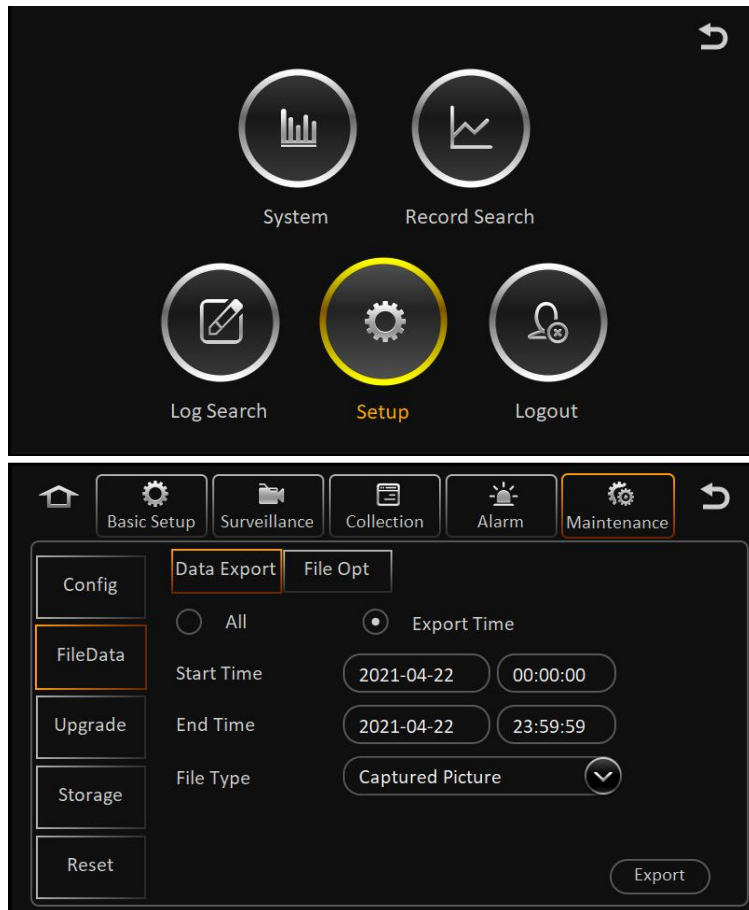 System Record Search
Log Search Setup Logout
Basic Setup Surveillance Collection Alarm Maintenance
Config
FileData
Upgrade
Storage
Reset
Data Export File Opt
All Export Time
Start Time 2021-04-22 00:00:00
End Time 2021-04-22 23:59:59
File Type Captured Picture
Export